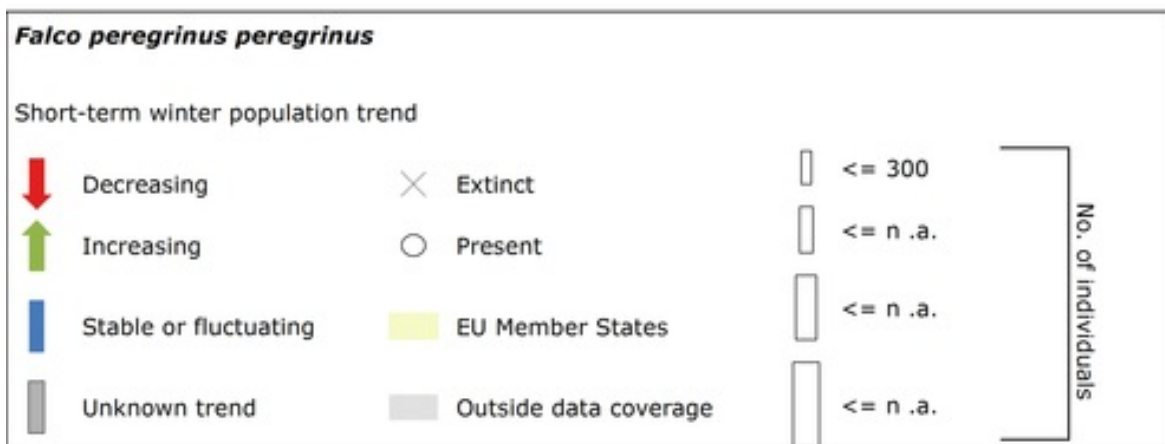 Falco peregrinus peregrinus
Short-term winter population trend
Decreasing
Extinct
<= 300
Increasing
Present
<= n .a.
Stable or fluctuating
EU Member States
<= n .a.
Unknown trend
Outside data coverage
<= n .a.
No. of individuals